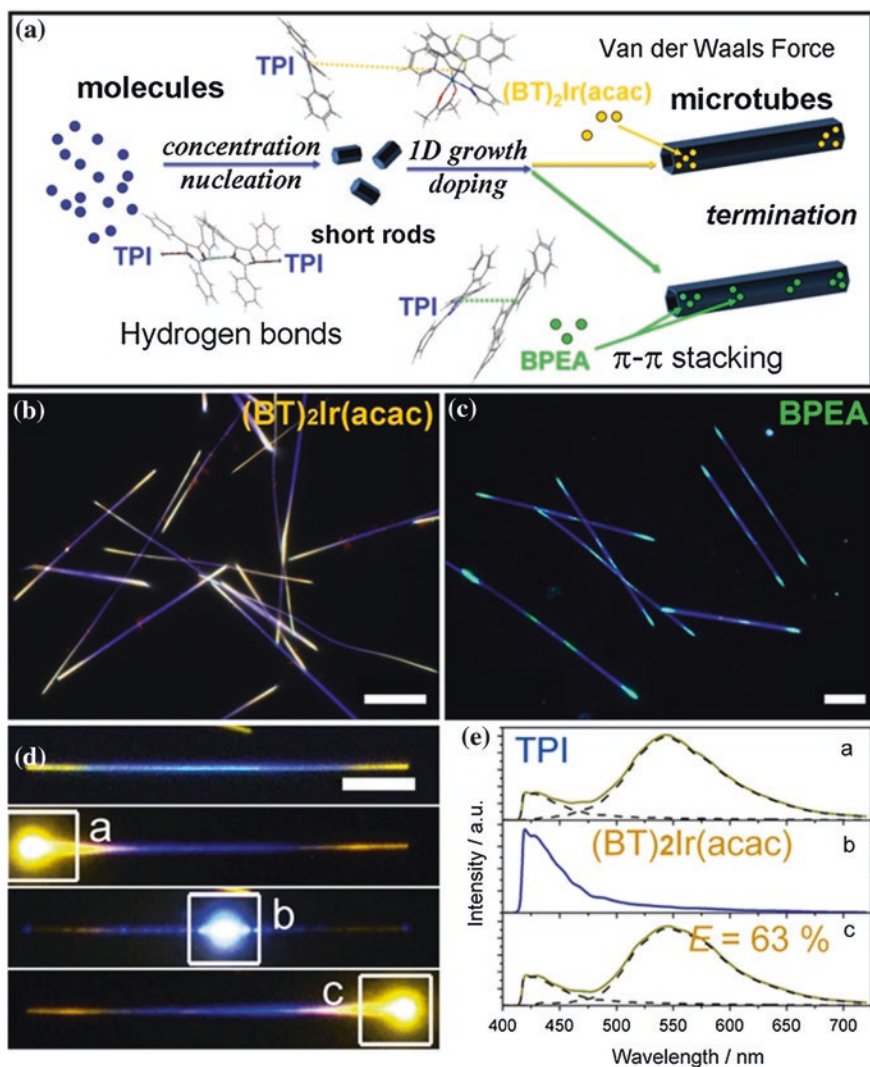 (a)
Van der Waals Force
TPI
(BT)₂Ir(acac)
molecules
microtubes
concentration
nucleation
1D growth
doping
short rods
termination
TPI
TPI
TPI
Hydrogen bonds
BPEA
π-π stacking
(b)
(BT)₂Ir(acac)
(c)
BPEA
(d)
a
b
c
(e)
TPI
a
(BT)2Ir(acac)
b
E = 63 %
c
Intensity / a.u.
400 450 500 550 600 650 700
Wavelength / nm